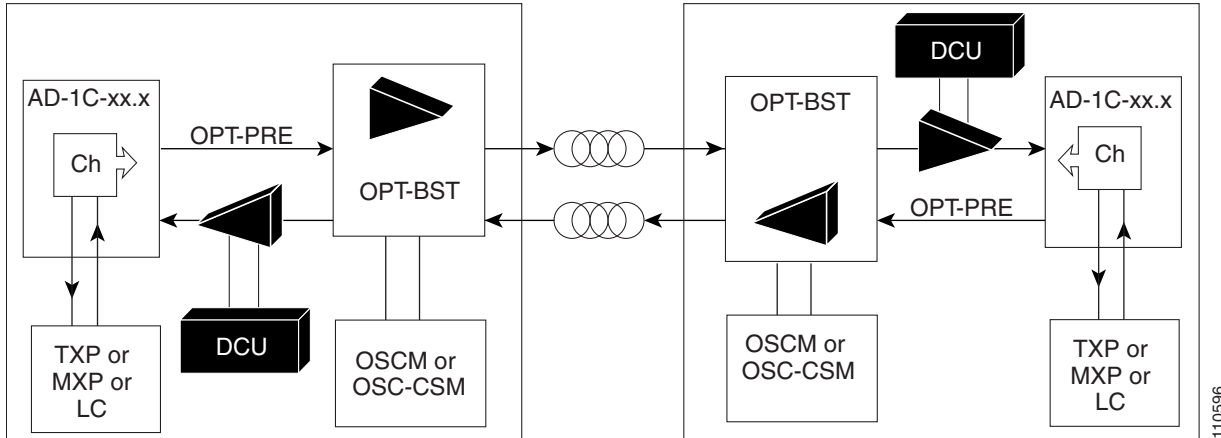 AD-1C-xx.x
Ch
OPT-PRE
OPT-BST
DCU
TXP or
MXP or
LC
OSCM or
OSC-CSM
DCU
OPT-BST
AD-1C-xx.x
Ch
OPT-PRE
OSCM or
OSC-CSM
TXP or
MXP or
LC
110596